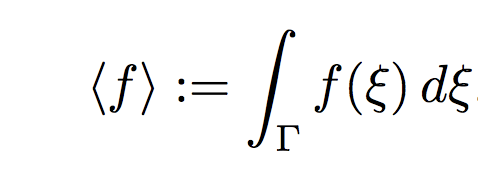 ⟨f⟩ := ∫_Γ f(ξ) dξ.